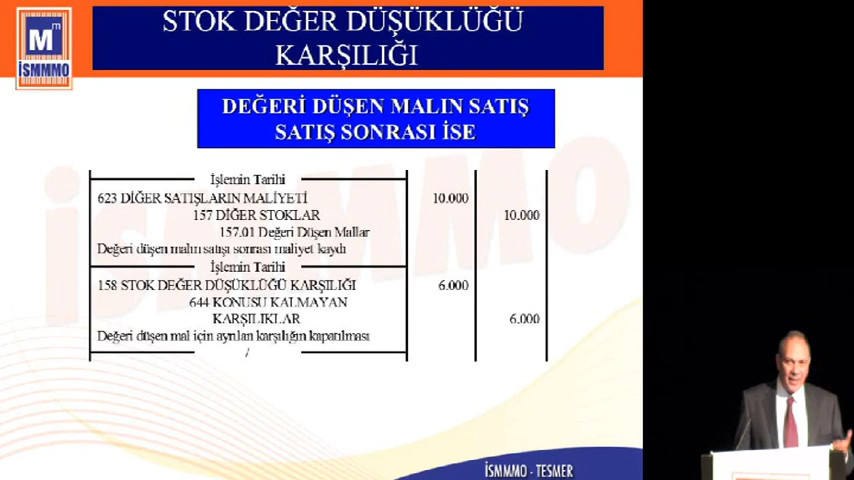 STOK DEĞER DÜŞÜKLÜĞÜ
KARŞILIĞI
M m
İSMMMO
DEĞERİ DÜŞEN MALIN SATIŞ
SATIŞ SONRASI İSE
İSMMMO
İşlemin Tarihi
623 DİĞER SATIŞLARIN MALİYETİ 10.000
157 DİĞER STOKLAR 10.000
157.01 Değeri Düşen Mallar
Değeri düşen malın satışı sonrası maliyet kaydı
İşlemin Tarihi
158 STOK DEĞER DÜŞÜKLÜĞÜ KARŞILIĞI 6.000
644 KONUSU KALMAYAN
KARŞILIKLAR 6.000
Değeri düşen mal için ayrılan karşılığın kapatılması
/
İSMMMO - TESMER